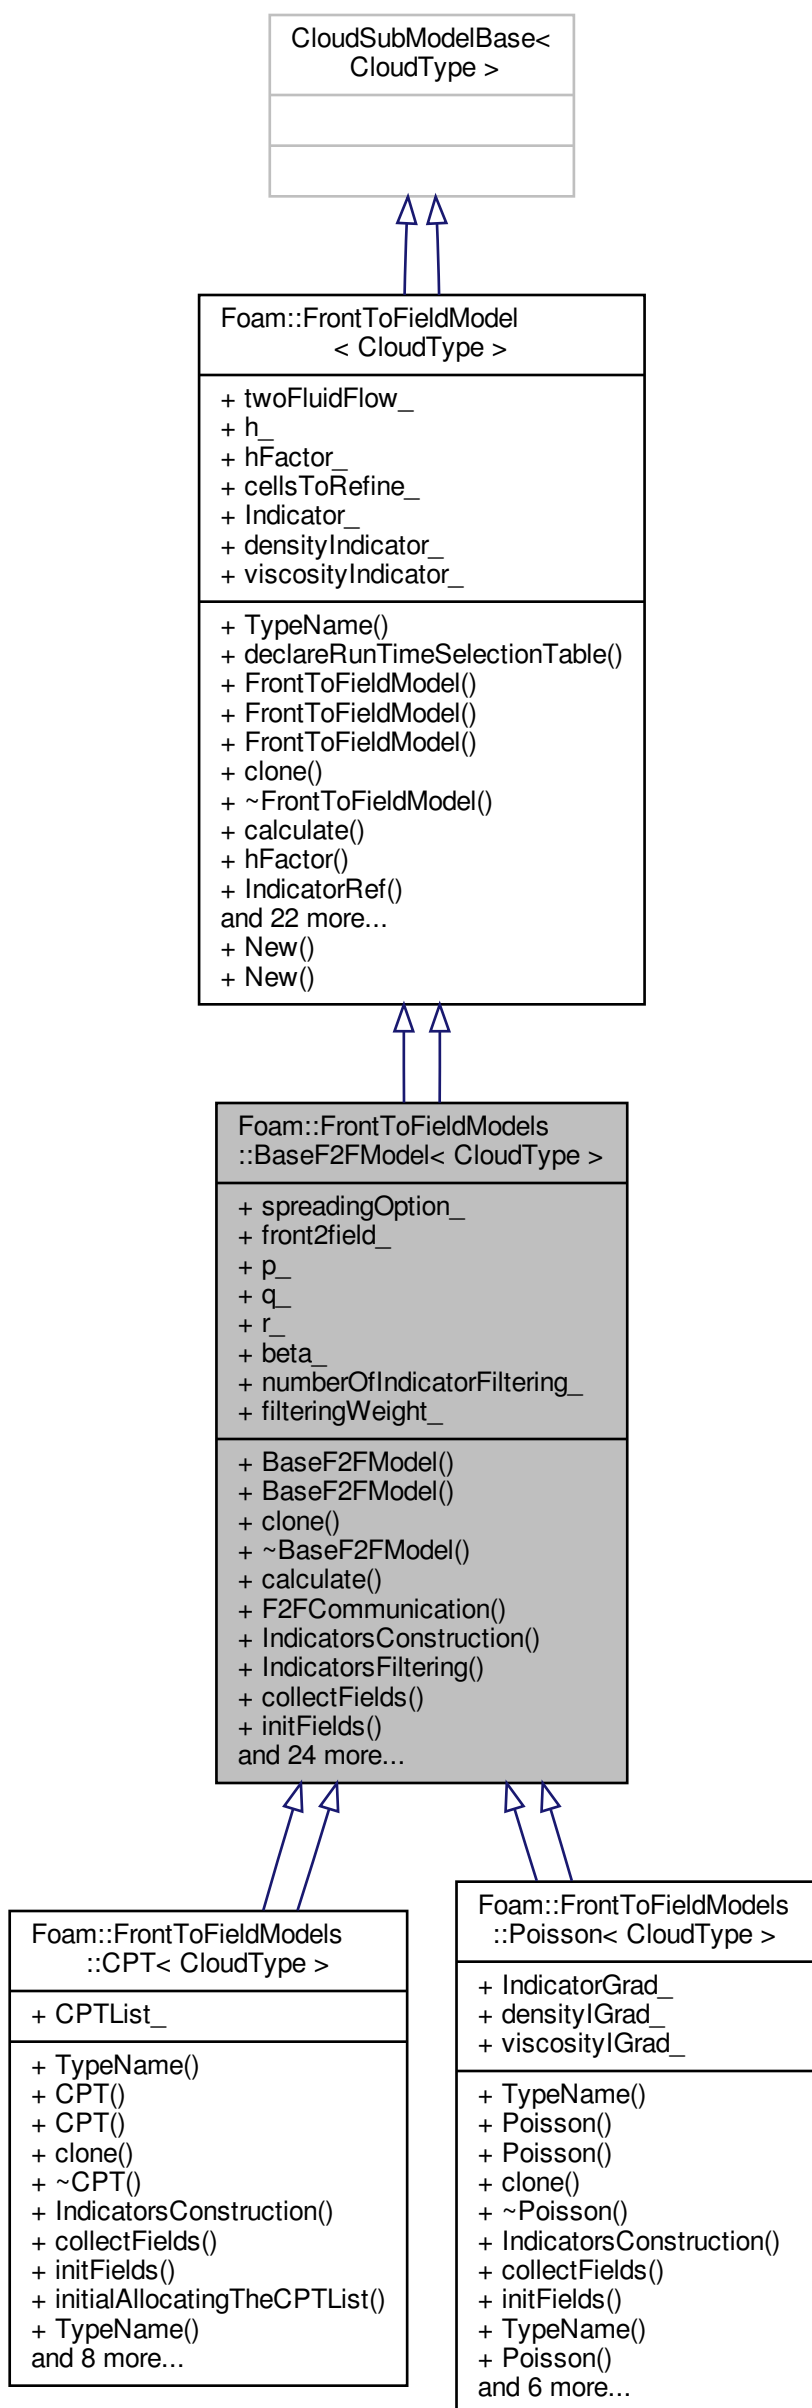 CloudSubModelBase<
CloudType >
Foam::FrontToFieldModel
< CloudType >
+ twoFluidFlow_
+ h_
+ hFactor_
+ cellsToRefine_
+ Indicator_
+ densityIndicator_
+ viscosityIndicator_
+ TypeName()
+ declareRunTimeSelectionTable()
+ FrontToFieldModel()
+ FrontToFieldModel()
+ FrontToFieldModel()
+ clone()
+ ~FrontToFieldModel()
+ calculate()
+ hFactor()
+ IndicatorRef()
and 22 more...
+ New()
+ New()
Foam::FrontToFieldModels
::BaseF2FModel< CloudType >
+ spreadingOption_
+ front2field_
+ p_
+ q_
+ r_
+ beta_
+ numberOfIndicatorFiltering_
+ filteringWeight_
+ BaseF2FModel()
+ BaseF2FModel()
+ clone()
+ ~BaseF2FModel()
+ calculate()
+ F2FCommunication()
+ IndicatorsConstruction()
+ IndicatorsFiltering()
+ collectFields()
+ initFields()
and 24 more...
Foam::FrontToFieldModels
::CPT< CloudType >
+ CPTList_
+ TypeName()
+ CPT()
+ CPT()
+ clone()
+ ~CPT()
+ IndicatorsConstruction()
+ collectFields()
+ initFields()
+ initialAllocatingTheCPTList()
+ TypeName()
and 8 more...
Foam::FrontToFieldModels
::Poisson< CloudType >
+ IndicatorGrad_
+ densityIGrad_
+ viscosityIGrad_
+ TypeName()
+ Poisson()
+ Poisson()
+ clone()
+ ~Poisson()
+ IndicatorsConstruction()
+ collectFields()
+ initFields()
+ TypeName()
+ Poisson()
and 6 more...